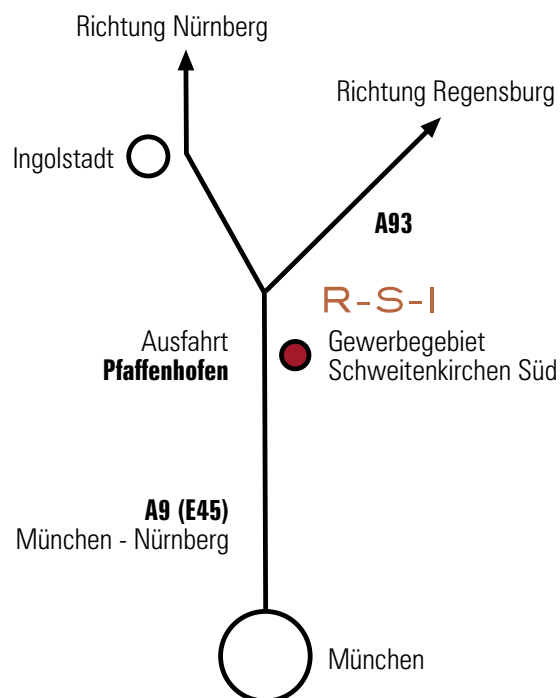 Richtung Nürnberg
Richtung Regensburg
Ingolstadt
A93
R-S-I
Ausfahrt
Pfaffenhofen
Gewerbegebiet
Schweitenkirchen Süd
A9 (E45)
München - Nürnberg
München